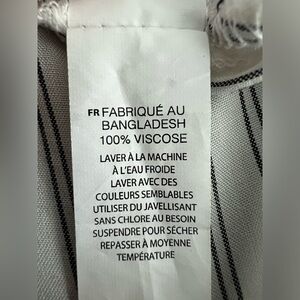 FR FABRIQUÉ AU
BANGLADESH
100% VISCOSE
LAVER À LA MACHINE
À L'EAU FROIDE
LAVER AVEC DES
COULEURS SEMBLABLES
UTILISER DU JAVELLISANT
SANS CHLORE AU BESOIN
SUSPENDRE POUR SÉCHER
REPASSER À MOYENNE
TEMPÉRATURE